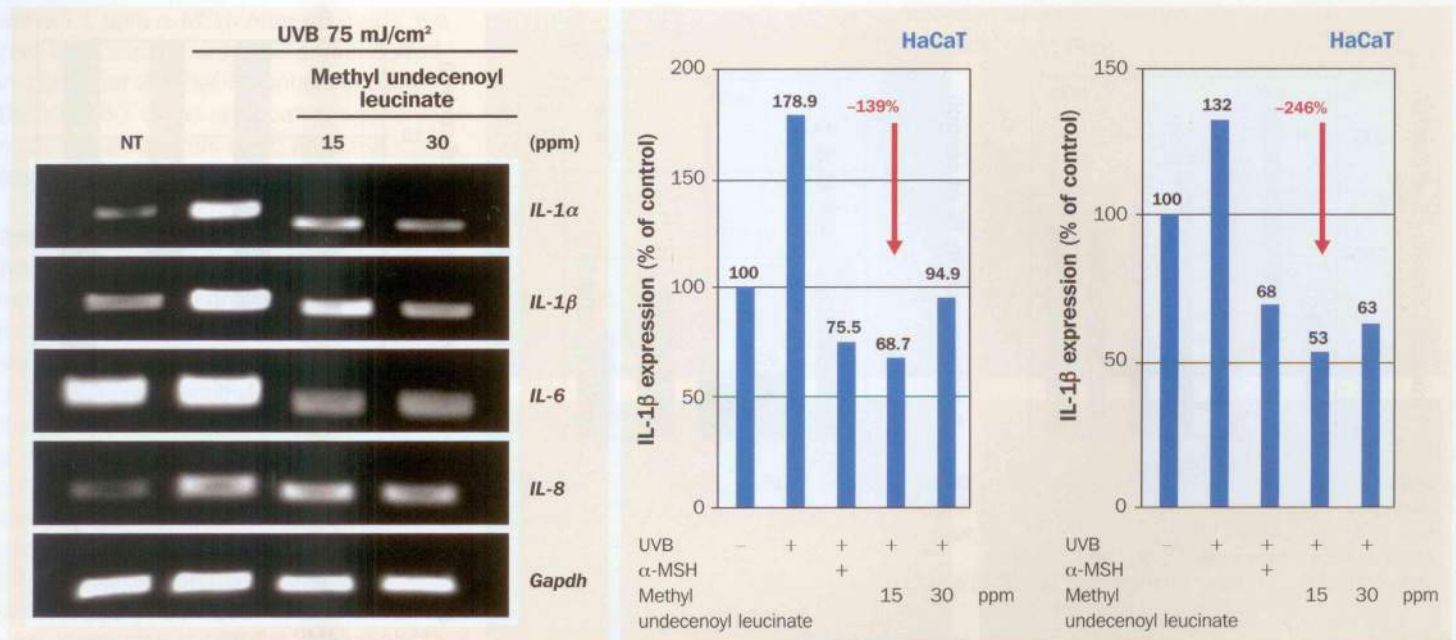 UVB 75 mJ/cm²
Methyl undecenoyl
leucinate
NT 15 30 (ppm)
IL-1α
IL-1β
IL-6
IL-8
Gapdh
HaCaT
IL-1β expression (% of control)
200
150
100
50
0
100
178.9
75.5
68.7
94.9
–139%
UVB – + + + +
α-MSH +
Methyl 15 30 ppm
undecenoyl leucinate
HaCaT
IL-1β expression (% of control)
150
100
50
0
100
132
68
53
63
–246%
UVB – + + + +
α-MSH +
Methyl 15 30 ppm
undecenoyl leucinate